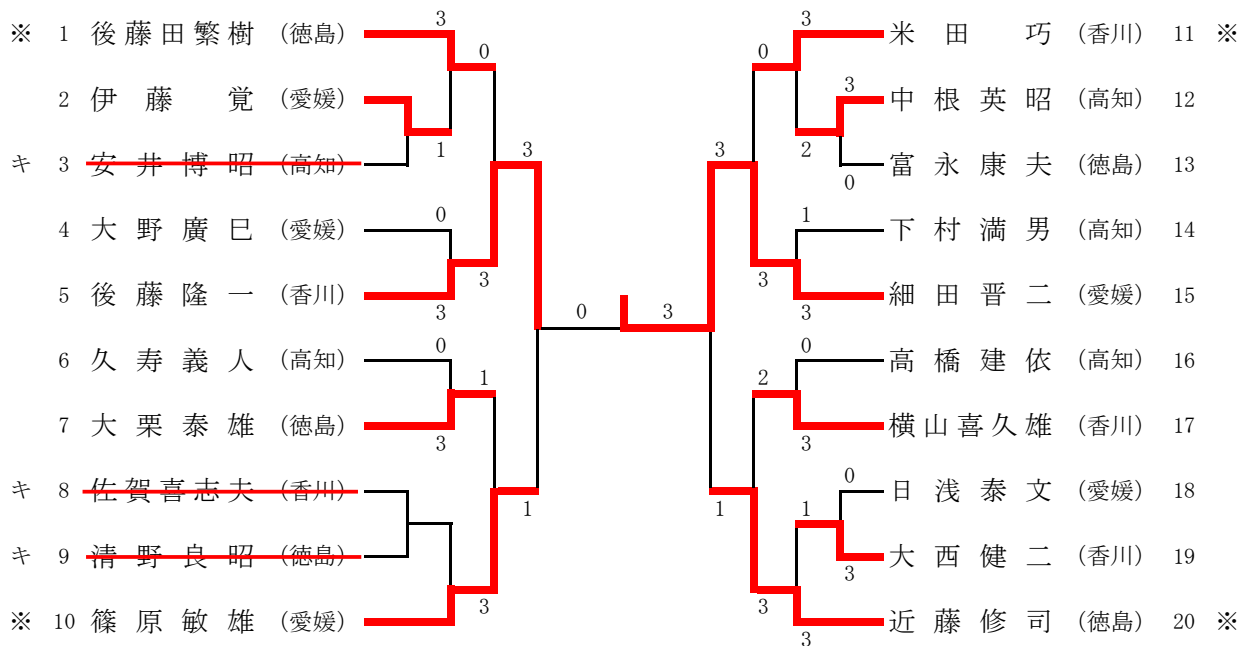 3 3
※ 1 後藤田繁樹 (徳島) 0 0 米田巧 (香川) 11 ※
2 伊藤覚 (愛媛) 3 中根英昭 (高知) 12
キ 3 安井博昭 (高知) 1 3 3 2 富永康夫 (徳島) 13
0
4 大野廣巳 (愛媛) 0 1 下村満男 (高知) 14
3 3
5 後藤隆一 (香川) 3 0 3 3 細田晋二 (愛媛) 15
6 久寿義人 (高知) 0 0 高橋建依 (高知) 16
1 2
7 大栗泰雄 (徳島) 3 3 横山喜久雄 (香川) 17
キ 8 佐賀喜志夫 (香川) 0 日浅泰文 (愛媛) 18
1 1 1
キ 9 清野良昭 (徳島) 3 大西健二 (香川) 19
3 3
※ 10 篠原敏雄 (愛媛) 3 近藤修司 (徳島) 20 ※